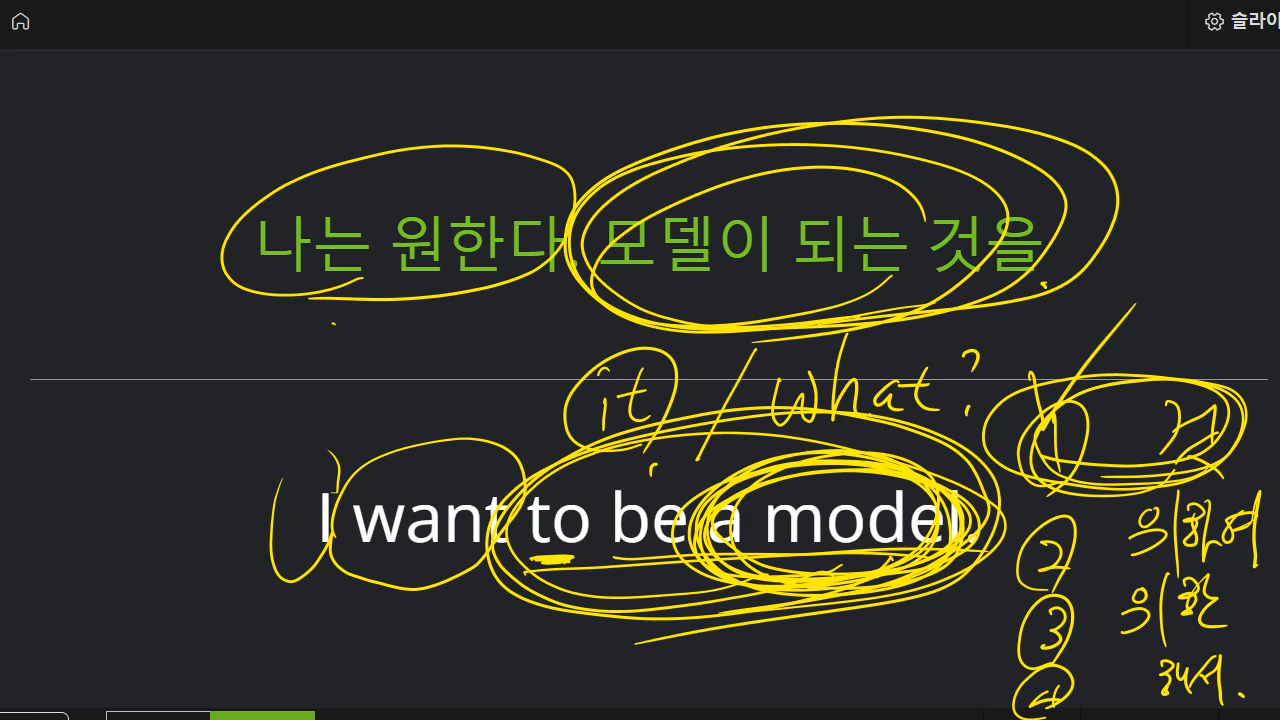 슬라이
나는 원한다. 모델이 되는 것을
it / what?
1 것
I want to be a model.
2 위하여
3 위한
4 해서.